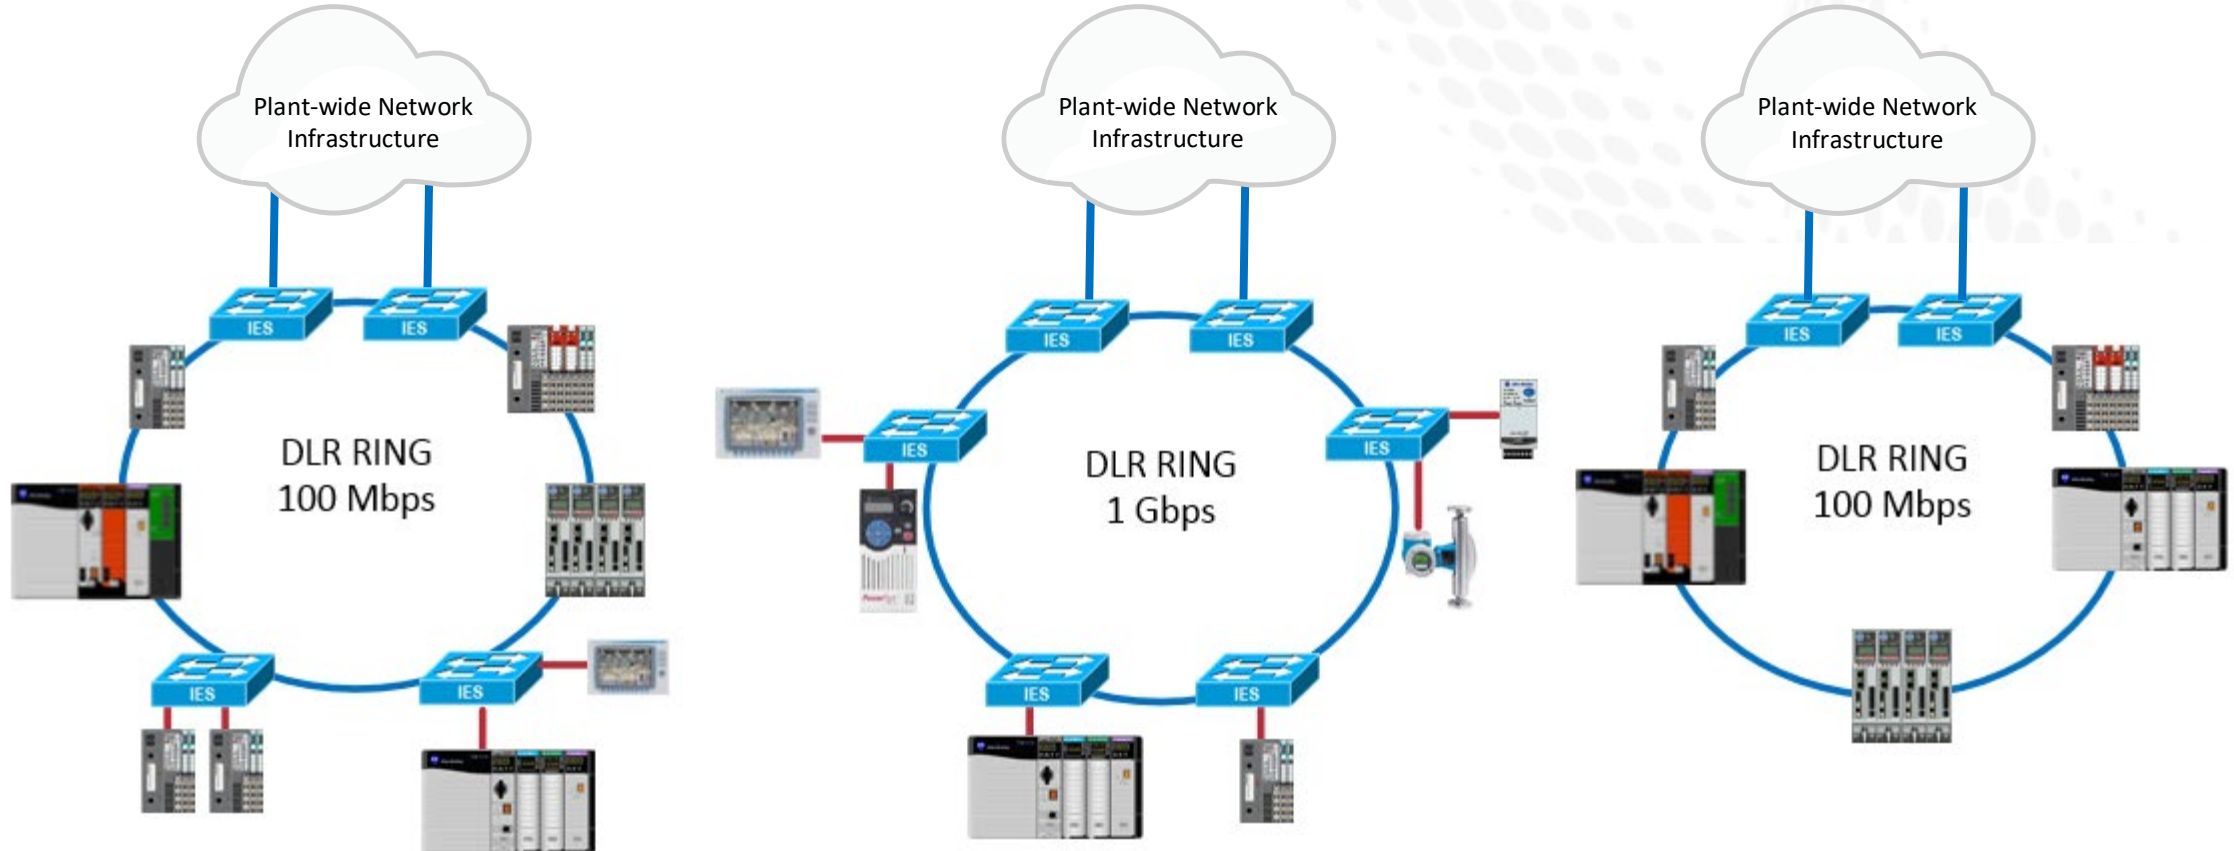 Plant-wide Network
Infrastructure
Plant-wide Network
Infrastructure
Plant-wide Network
Infrastructure
IES
IES
DLR RING
100 Mbps
IES
IES
IES
IES
IES
IES
DLR RING
1 Gbps
IES
IES
IES
IES
DLR RING
100 Mbps